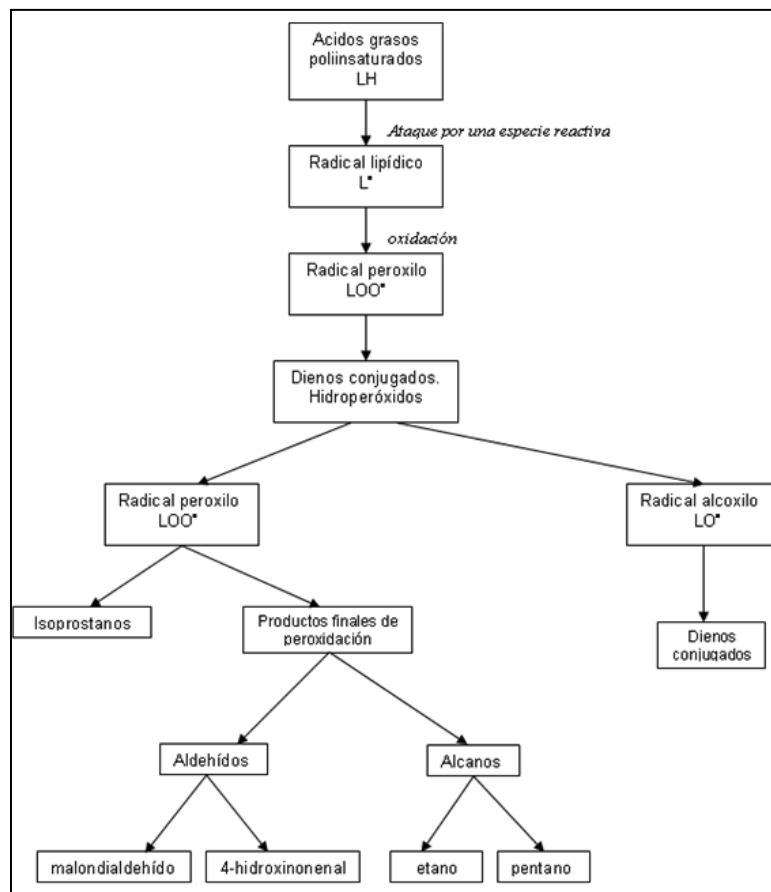 Acidos grasos
poliinsaturados
LH
Ataque por una especie reactiva
Radical lipídico
L•
oxidación
Radical peroxilo
LOO•
Dienos conjugados.
Hidroperóxidos
Radical peroxilo
LOO•
Radical alcoxilo
LO•
Isoprostanos
Productos finales de
peroxidación
Dienos
conjugados
Aldehídos
Alcanos
malondialdehído
4-hidroxinonenal
etano
pentano